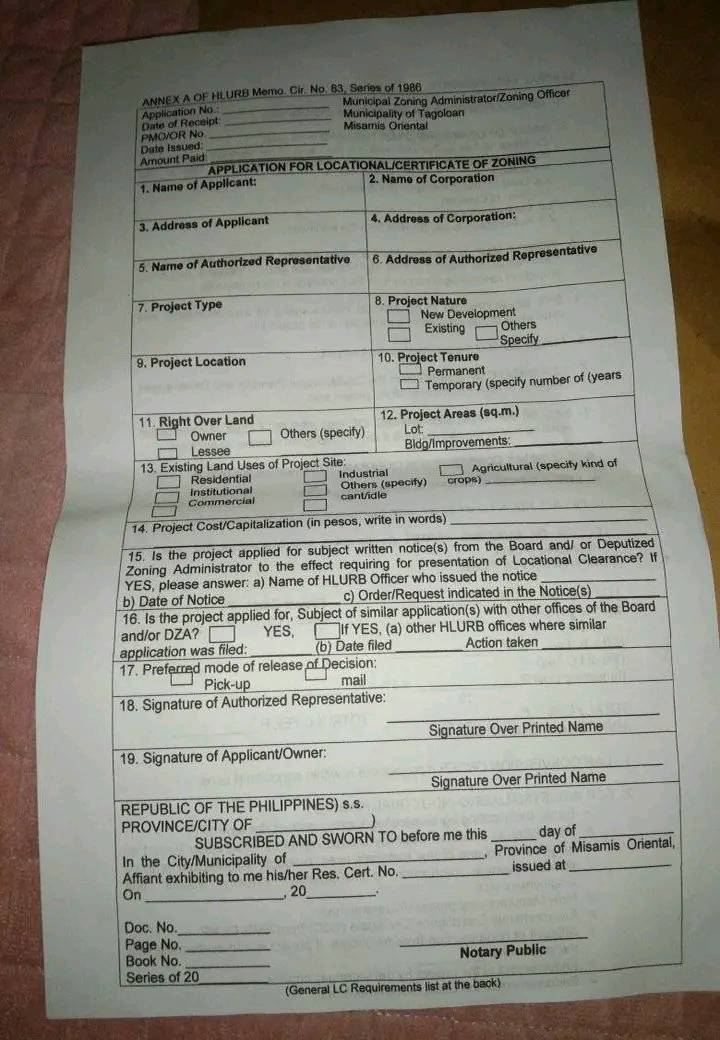 ANNEX A OF HLURB Memo. Cir. No. 83, Series of 1986
Application No.:
Date of Receipt:
PMO/OR No.
Date Issued:
Amount Paid:
Municipal Zoning Administrator/Zoning Officer
Municipality of Tagoloan
Misamis Oriental
APPLICATION FOR LOCATIONAL/CERTIFICATE OF ZONING
1. Name of Applicant:
2. Name of Corporation
3. Address of Applicant
4. Address of Corporation:
5. Name of Authorized Representative
6. Address of Authorized Representative
7. Project Type
8. Project Nature
New Development
Existing
Others
Specify
9. Project Location
10. Project Tenure
Permanent
Temporary (specify number of (years
11. Right Over Land
Owner
Others (specify)
Lessee
12. Project Areas (sq.m.)
Lot:
Bldg/Improvements:
13. Existing Land Uses of Project Site:
Residential
Institutional
Commercial
Industrial
Others (specify)
cant/idle
Agricultural (specify kind of
crops)
14. Project Cost/Capitalization (in pesos, write in words)
15. Is the project applied for subject written notice(s) from the Board and/ or Deputized
Zoning Administrator to the effect requiring for presentation of Locational Clearance? If
YES, please answer: a) Name of HLURB Officer who issued the notice
b) Date of Notice c) Order/Request indicated in the Notice(s)
16. Is the project applied for, Subject of similar application(s) with other offices of the Board
and/or DZA? YES, If YES, (a) other HLURB offices where similar
application was filed: (b) Date filed Action taken
17. Preferred mode of release of Decision:
Pick-up mail
18. Signature of Authorized Representative:
Signature Over Printed Name
19. Signature of Applicant/Owner:
Signature Over Printed Name
REPUBLIC OF THE PHILIPPINES) s.s.
PROVINCE/CITY OF )
SUBSCRIBED AND SWORN TO before me this day of
In the City/Municipality of , Province of Misamis Oriental,
Affiant exhibiting to me his/her Res. Cert. No. issued at
On , 20 .
Doc. No.
Page No.
Book No.
Series of 20
Notary Public
(General LC Requirements list at the back)